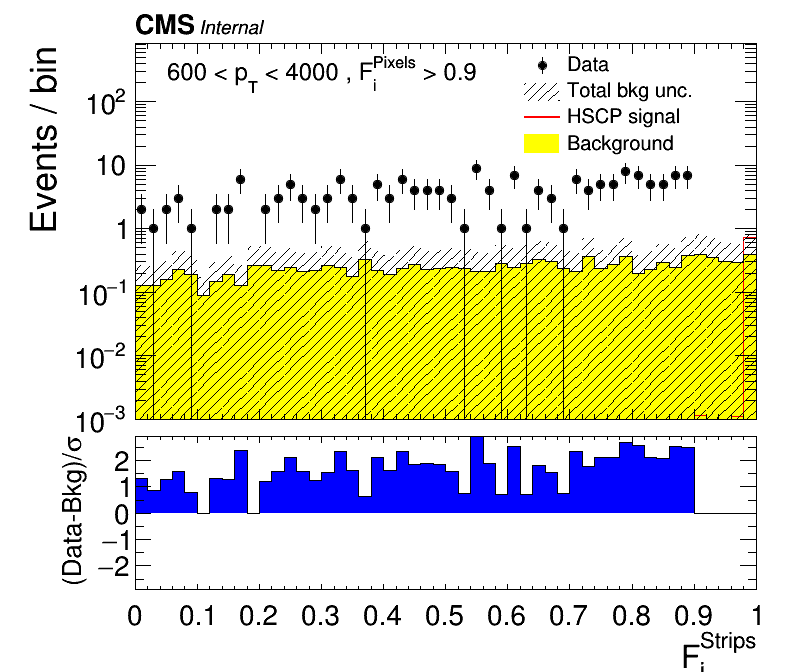 CMS Internal
600 < p_T < 4000 , F_i^Pixels > 0.9
Data
Total bkg unc.
HSCP signal
Background
Events / bin
10^2
10
1
10^−1
10^−2
10^−3
(Data-Bkg)/σ
2
1
0
−1
−2
0 0.1 0.2 0.3 0.4 0.5 0.6 0.7 0.8 0.9 1
F_i^Strips